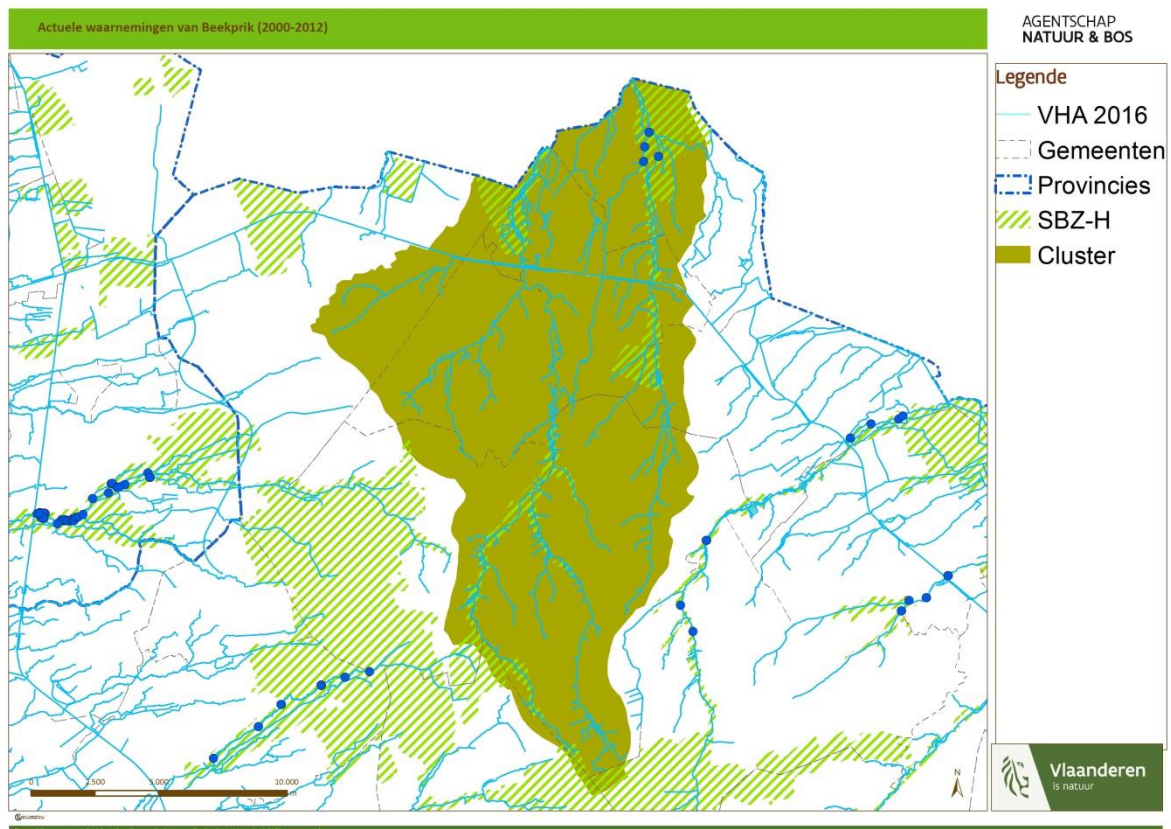 Actuele waarnemingen van Beekprik (2000-2012)
AGENTSCHAP
NATUUR & BOS
Legende
VHA 2016
Gemeenten
Provincies
SBZ-H
Cluster
0 2.500 5.000 10.000
N
Vlaanderen
is natuur